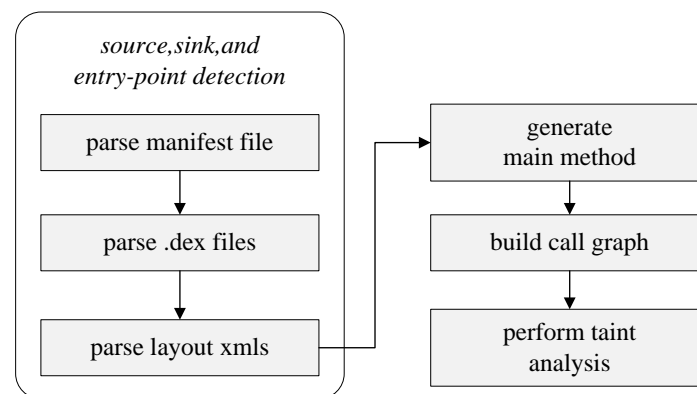 source,sink,and
entry-point detection
parse manifest file
parse .dex files
parse layout xmls
generate
main method
build call graph
perform taint
analysis